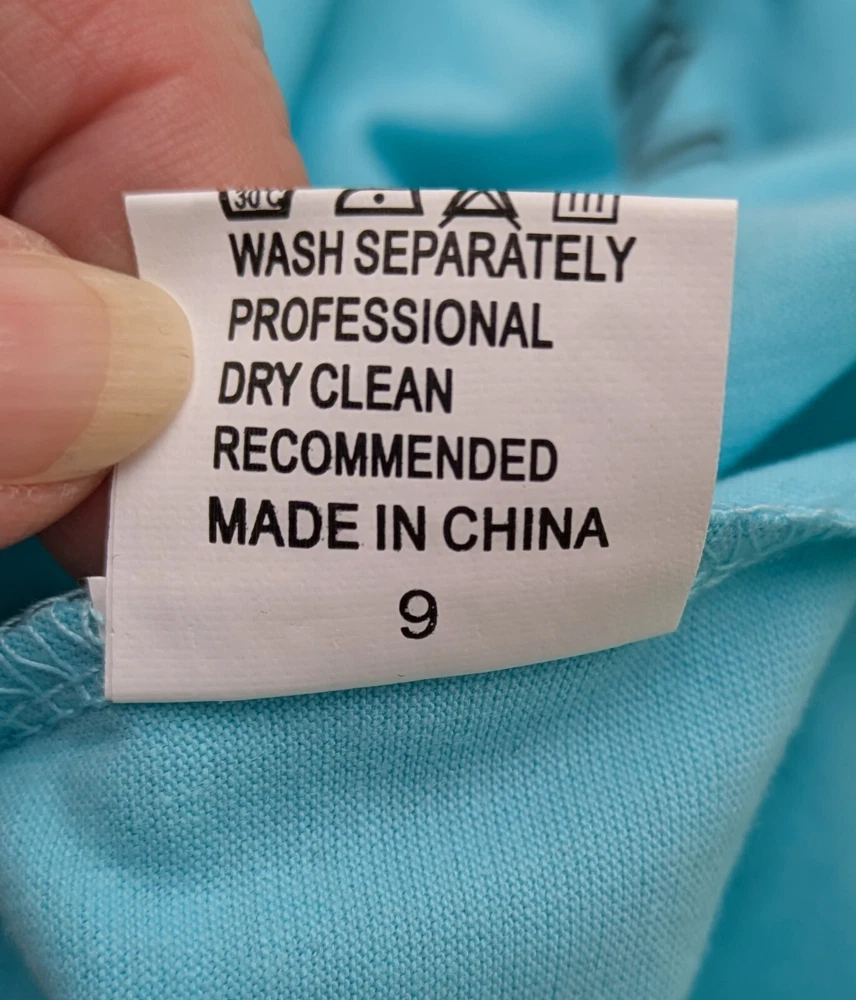 30°C
WASH SEPARATELY
PROFESSIONAL
DRY CLEAN
RECOMMENDED
MADE IN CHINA
9